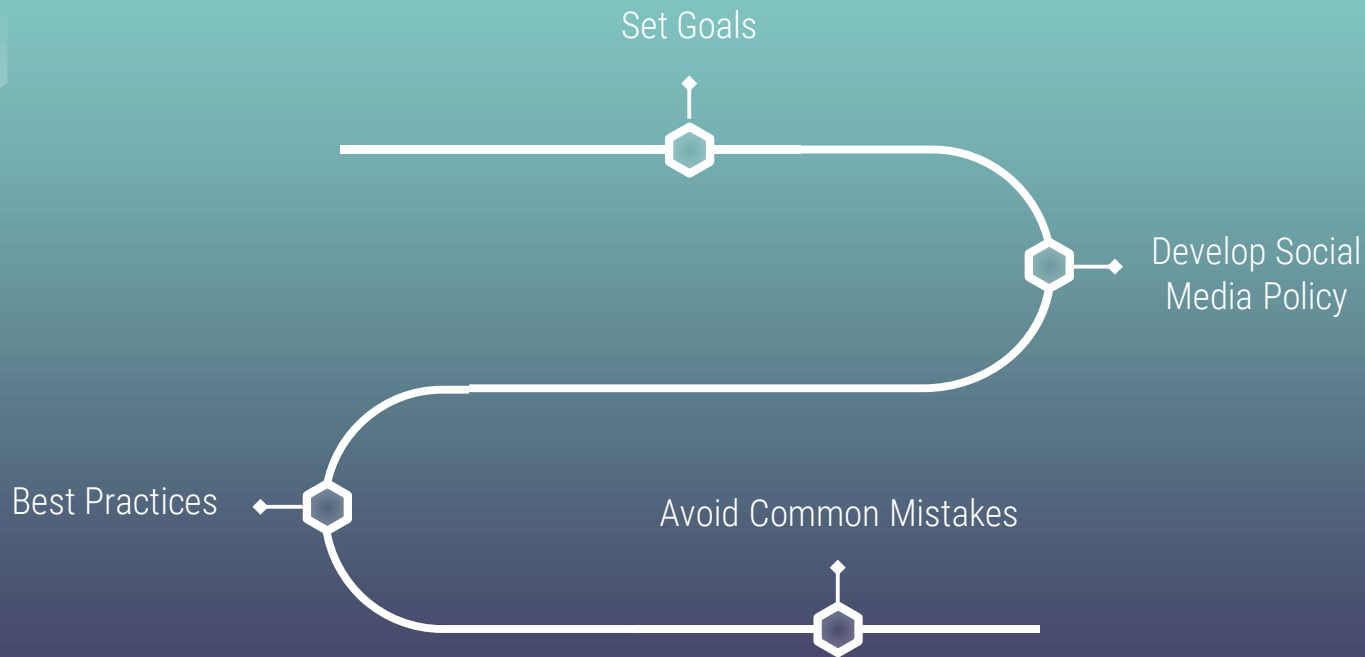 Set Goals
Develop Social
Media Policy
Best Practices
Avoid Common Mistakes